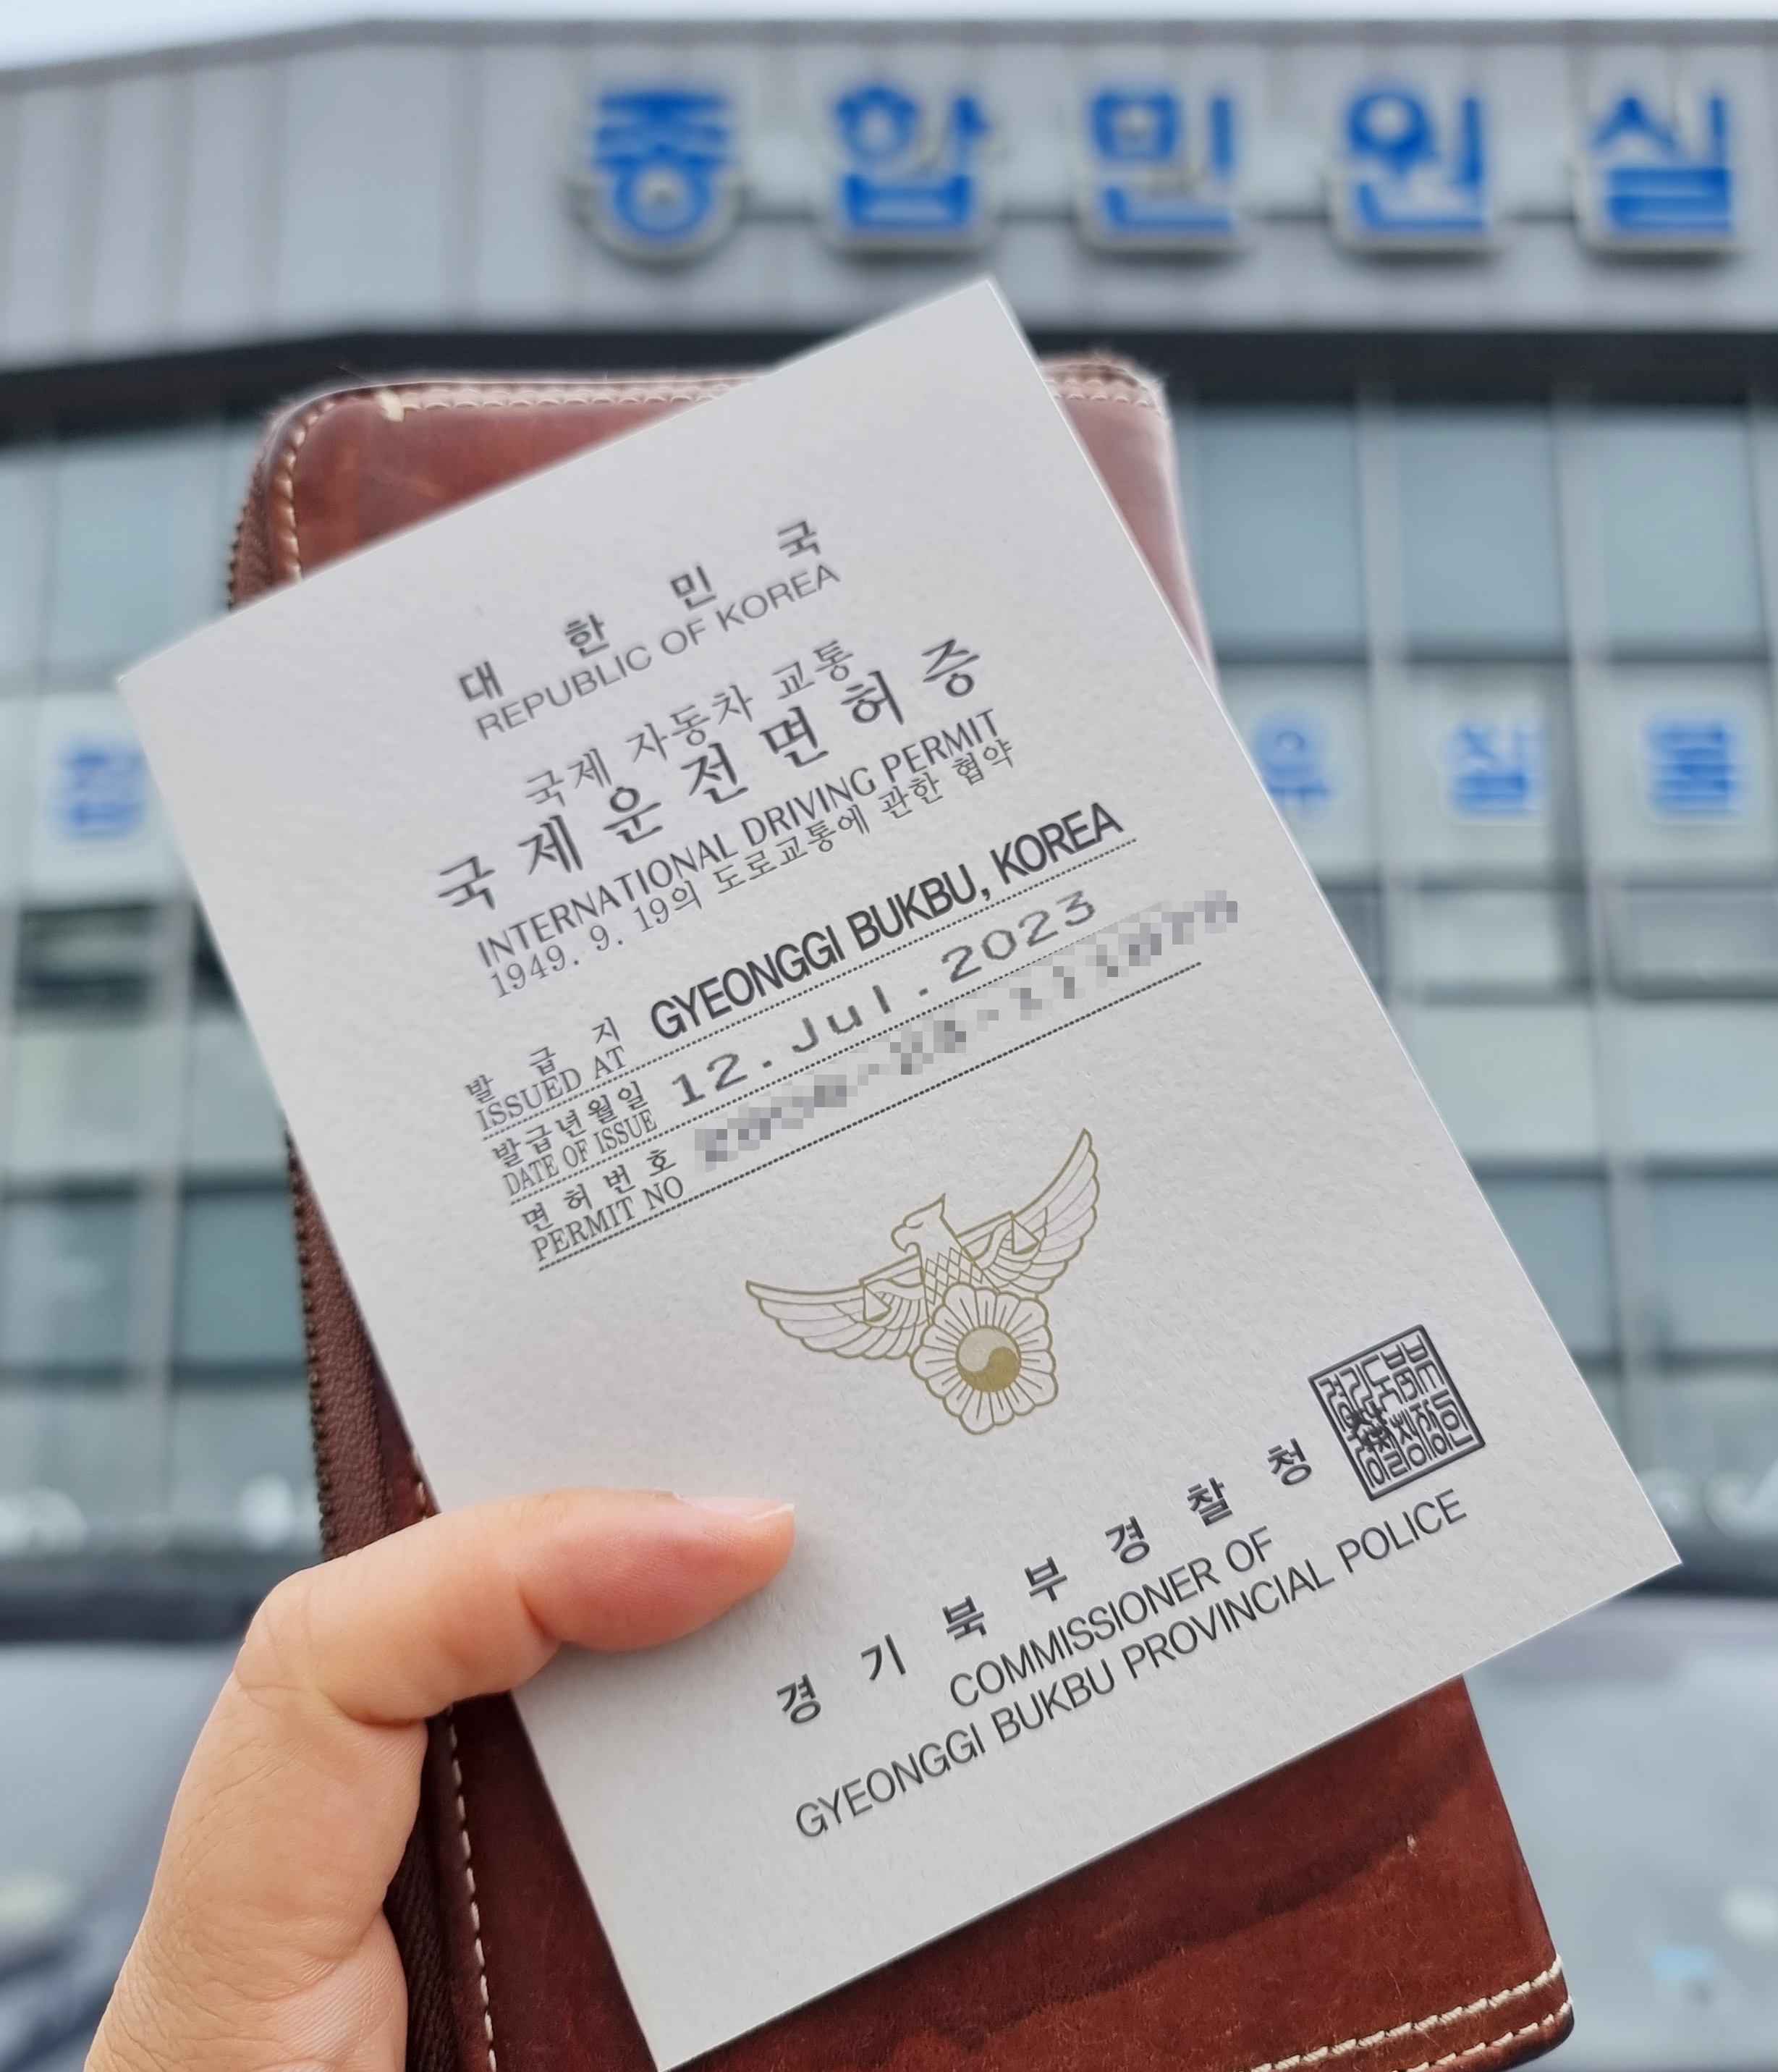 종합민원실
유실물
대한민국
REPUBLIC OF KOREA
국제 자동차 교통
국제운전면허증
INTERNATIONAL DRIVING PERMIT
1949. 9. 19의 도로교통에 관한 협약
발급지
ISSUED AT GYEONGGI BUKBU, KOREA
발급년월일
DATE OF ISSUE 12.Jul.2023
면허번호
PERMIT NO
경기북부경찰청
COMMISSIONER OF
GYEONGGI BUKBU PROVINCIAL POLICE